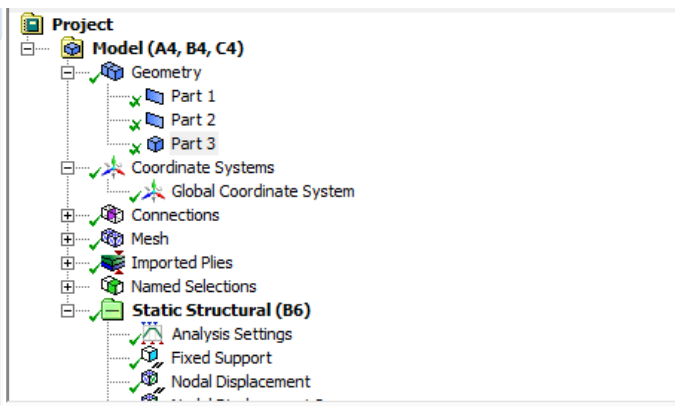 Project
Model (A4, B4, C4)
Geometry
Part 1
Part 2
Part 3
Coordinate Systems
Global Coordinate System
Connections
Mesh
Imported Plies
Named Selections
Static Structural (B6)
Analysis Settings
Fixed Support
Nodal Displacement